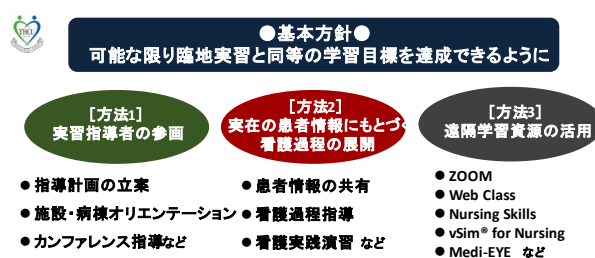 THCU
●基本方針●
可能な限り臨地実習と同等の学習目標を達成できるように
[方法1]
実習指導者の参画
●指導計画の立案
●施設・病棟オリエンテーション
●カンファレンス指導など
[方法2]
実在の患者情報にもとづく
看護過程の展開
●患者情報の共有
●看護過程指導
●看護実践演習 など
[方法3]
遠隔学習資源の活用
●ZOOM
●Web Class
●Nursing Skills
●vSim® for Nursing
●Medi-EYE など